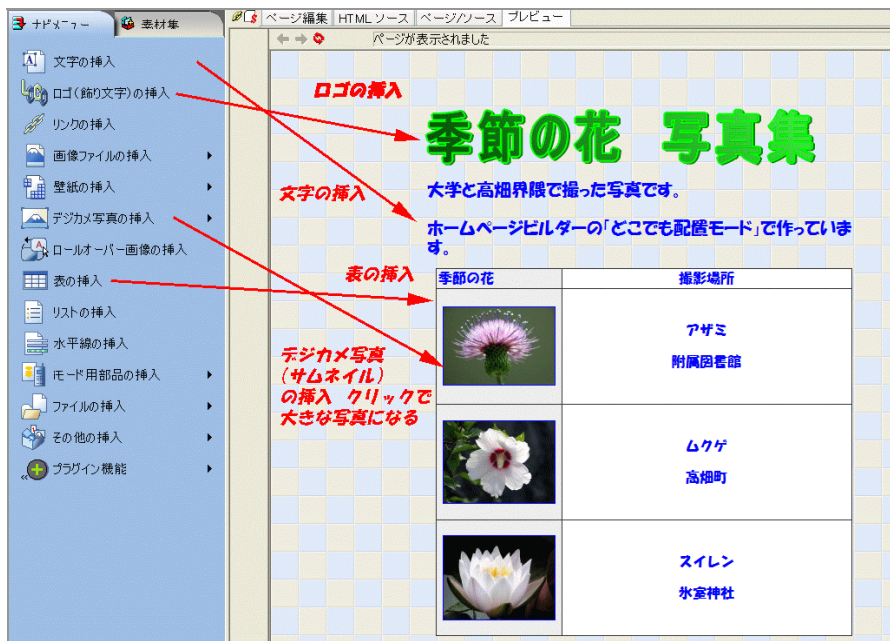 ナビメニュー
素材集
ページ編集
HTMLソース
ページ/ソース
プレビュー
ページが表示されました
文字の挿入
ロゴ(飾り文字)の挿入
リンクの挿入
画像ファイルの挿入
壁紙の挿入
デジカメ写真の挿入
ロールオーバー画像の挿入
表の挿入
リストの挿入
水平線の挿入
iモード用部品の挿入
ファイルの挿入
その他の挿入
プラグイン機能
ロゴの挿入
季節の花 写真集
文字の挿入
大学と高畑界隈で撮った写真です。
ホームページビルダーの「どこでも配置モード」で作っていま
す。
表の挿入
季節の花
撮影場所
デジカメ写真
(サムネイル)
の挿入 クリックで
大きな写真になる
アザミ
附属図書館
ムクゲ
高畑町
スイレン
氷室神社